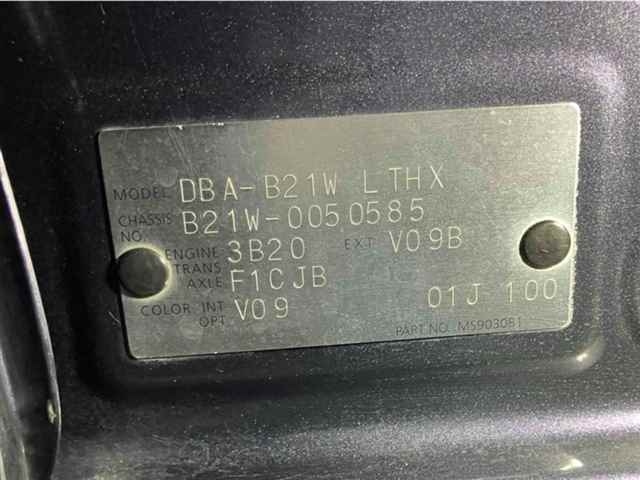 MODEL DBA-B21W LTHX
CHASSIS NO. B21W-0050585
ENGINE 3B20 EXT V09B
TRANS AXLE F1CJB
COLOR INT OPT V09 01J 100
PART NO. MS903081